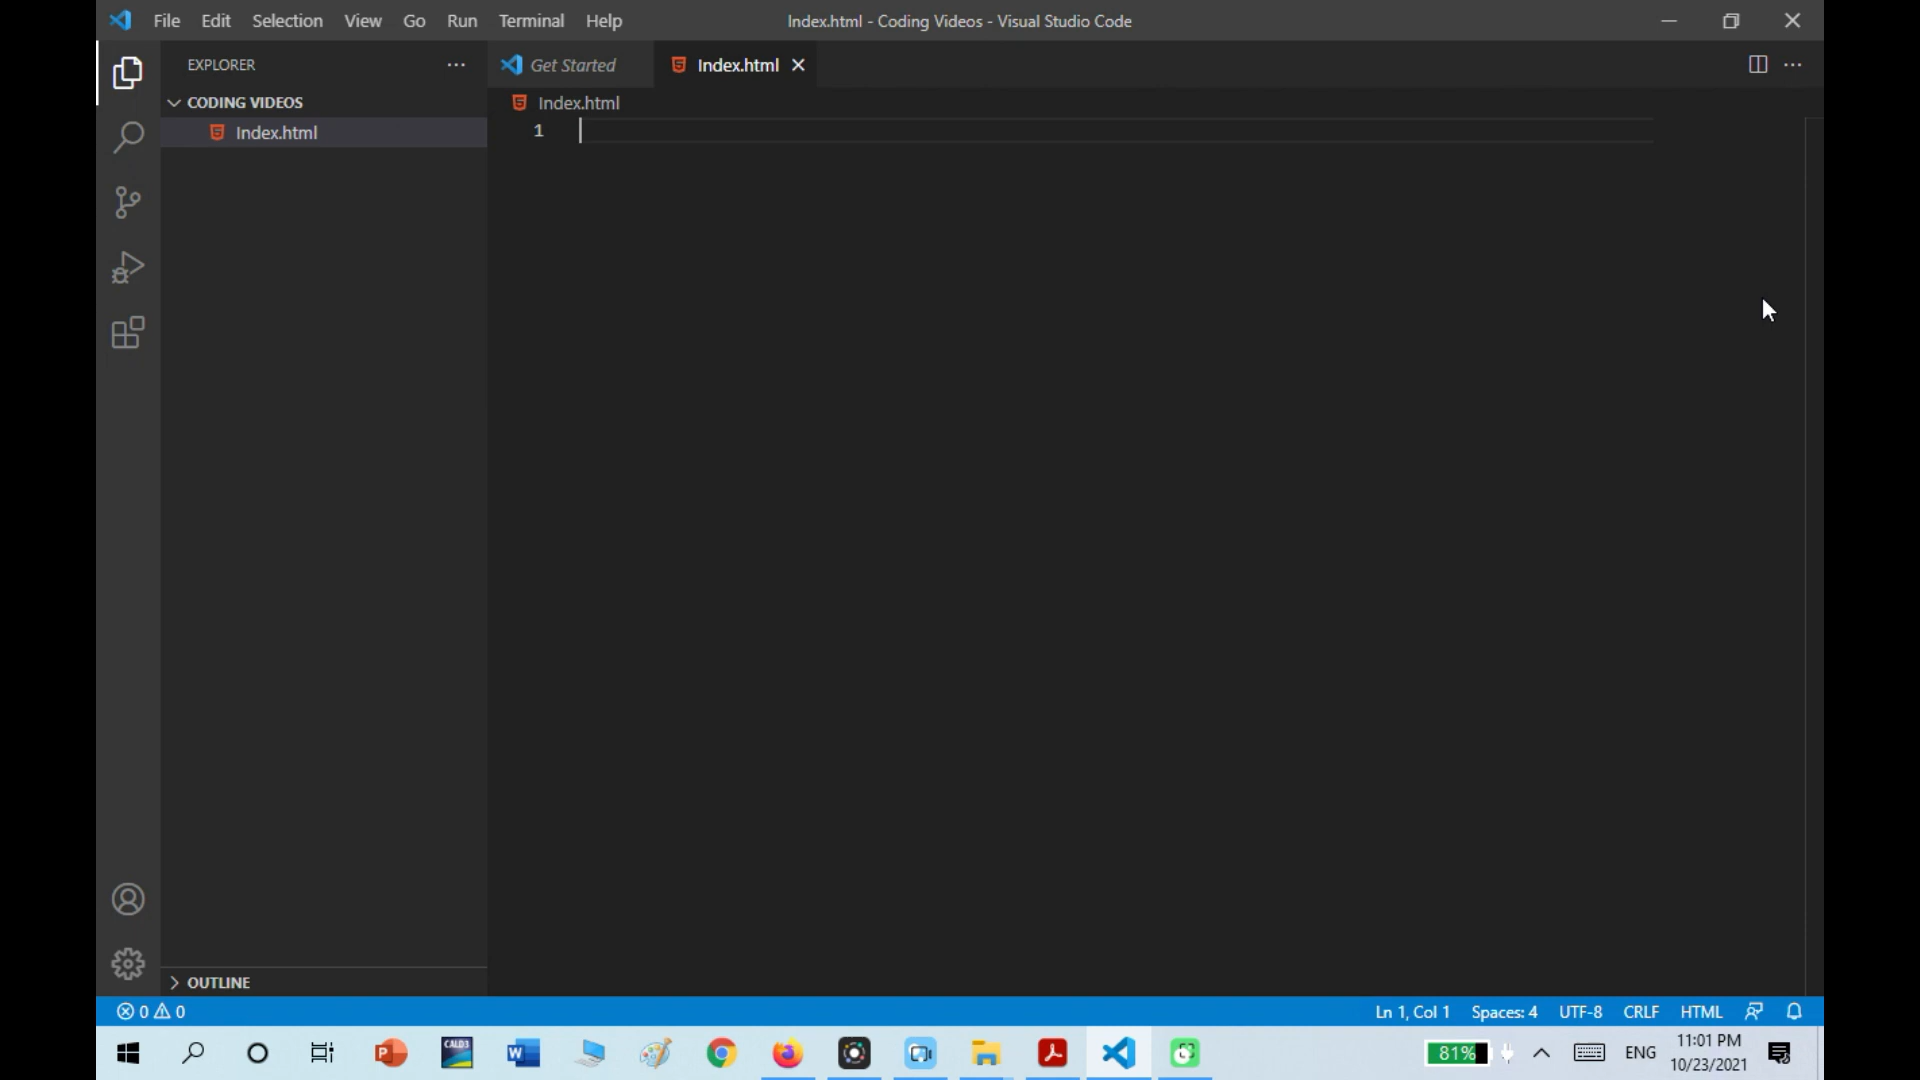 File Edit Selection View Go Run Terminal Help
Index.html - Coding Videos - Visual Studio Code
EXPLORER
Get Started
Index.html
CODING VIDEOS
Index.html
Index.html
1
OUTLINE
0 0
Ln 1, Col 1 Spaces: 4 UTF-8 CRLF HTML
CALD3
81%
ENG
11:01 PM
10/23/2021